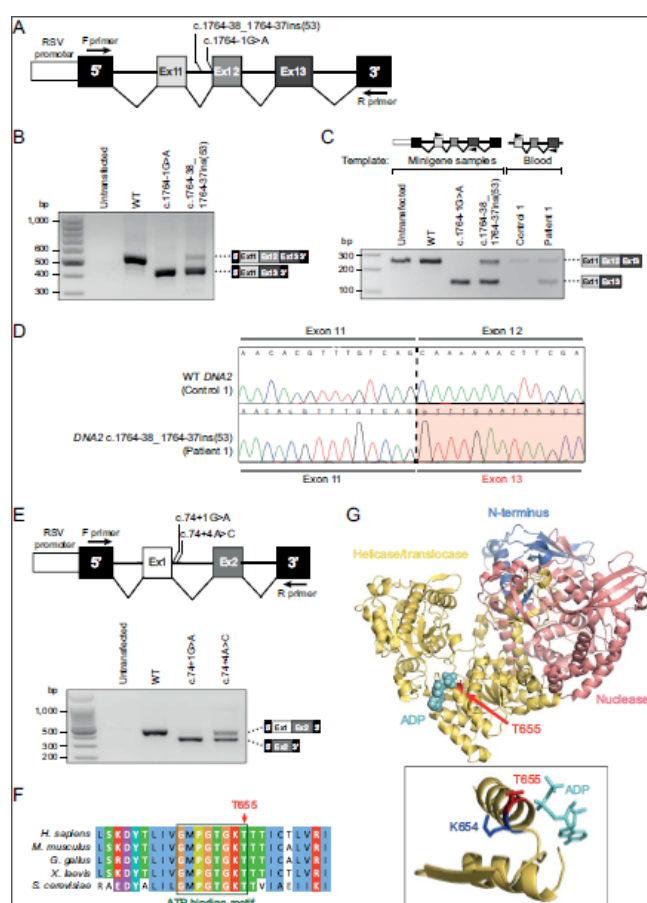 A
c.1764-38_1764-37ins(53)
c.1764-1G>A
RSV
promoter
F primer
5'
Ex11
Ex12
Ex13
3'
R primer
B
Untransfected
WT
c.1764-1G>A
c.1764-38_
1764-37ins(53)
bp
1,000
600
500
400
300
5' Ex11 Ex12 Ex13 3'
5' Ex11 Ex13 3'
C
Template:
Minigene samples
Blood
Untransfected
WT
c.1764-1G>A
c.1764-38_
1764-37ins(53)
Control 1
Patient 1
bp
300
200
100
Ex11 Ex12 Ex13
Ex11 Ex13
D
Exon 11
Exon 12
A A C A C G T T T G T C A G C A A A A A A C T T C G A
WT DNA2
(Control 1)
DNA2 c.1764-38_1764-37ins(53)
(Patient 1)
Exon 11
Exon 13
E
c.74+1G>A
c.74+4A>C
RSV
promoter
F primer
5'
Ex1
Ex2
3'
R primer
Untransfected
WT
c.74+1G>A
c.74+4A>C
bp
1,000
500
300
200
5' Ex1 Ex2 3'
5' Ex2 3'
F
T655
H. sapiens L S K D Y T L I V G M P G T G K T T T I C T L V R I
M. musculus L S K D Y T L I V G M P G T G K T T T I C A L V R I
G. gallus L S R D Y T L I V G M P G T G K T T T I C A L V R I
X. laevis L S K D Y T L I V G M P G T G K T T T I C T L V R I
S. cerevisiae R A E D Y A L I L G M P G T G K T T V I A E I I K I
ATP binding motif
G
N-terminus
Helicase/translocase
ADP
T655
Nuclease
T655
ADP
K654